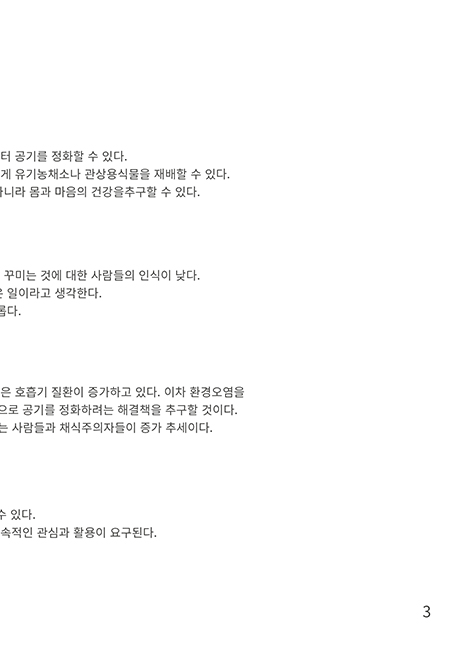 터 공기를 정화할 수 있다.
게 유기농채소나 관상용식물을 재배할 수 있다.
아니라 몸과 마음의 건강을추구할 수 있다.
꾸미는 것에 대한 사람들의 인식이 낮다.
은 일이라고 생각한다.
롭다.
은 호흡기 질환이 증가하고 있다. 이차 환경오염을
으로 공기를 정화하려는 해결책을 추구할 것이다.
는 사람들과 채식주의자들이 증가 추세이다.
수 있다.
속적인 관심과 활용이 요구된다.
3